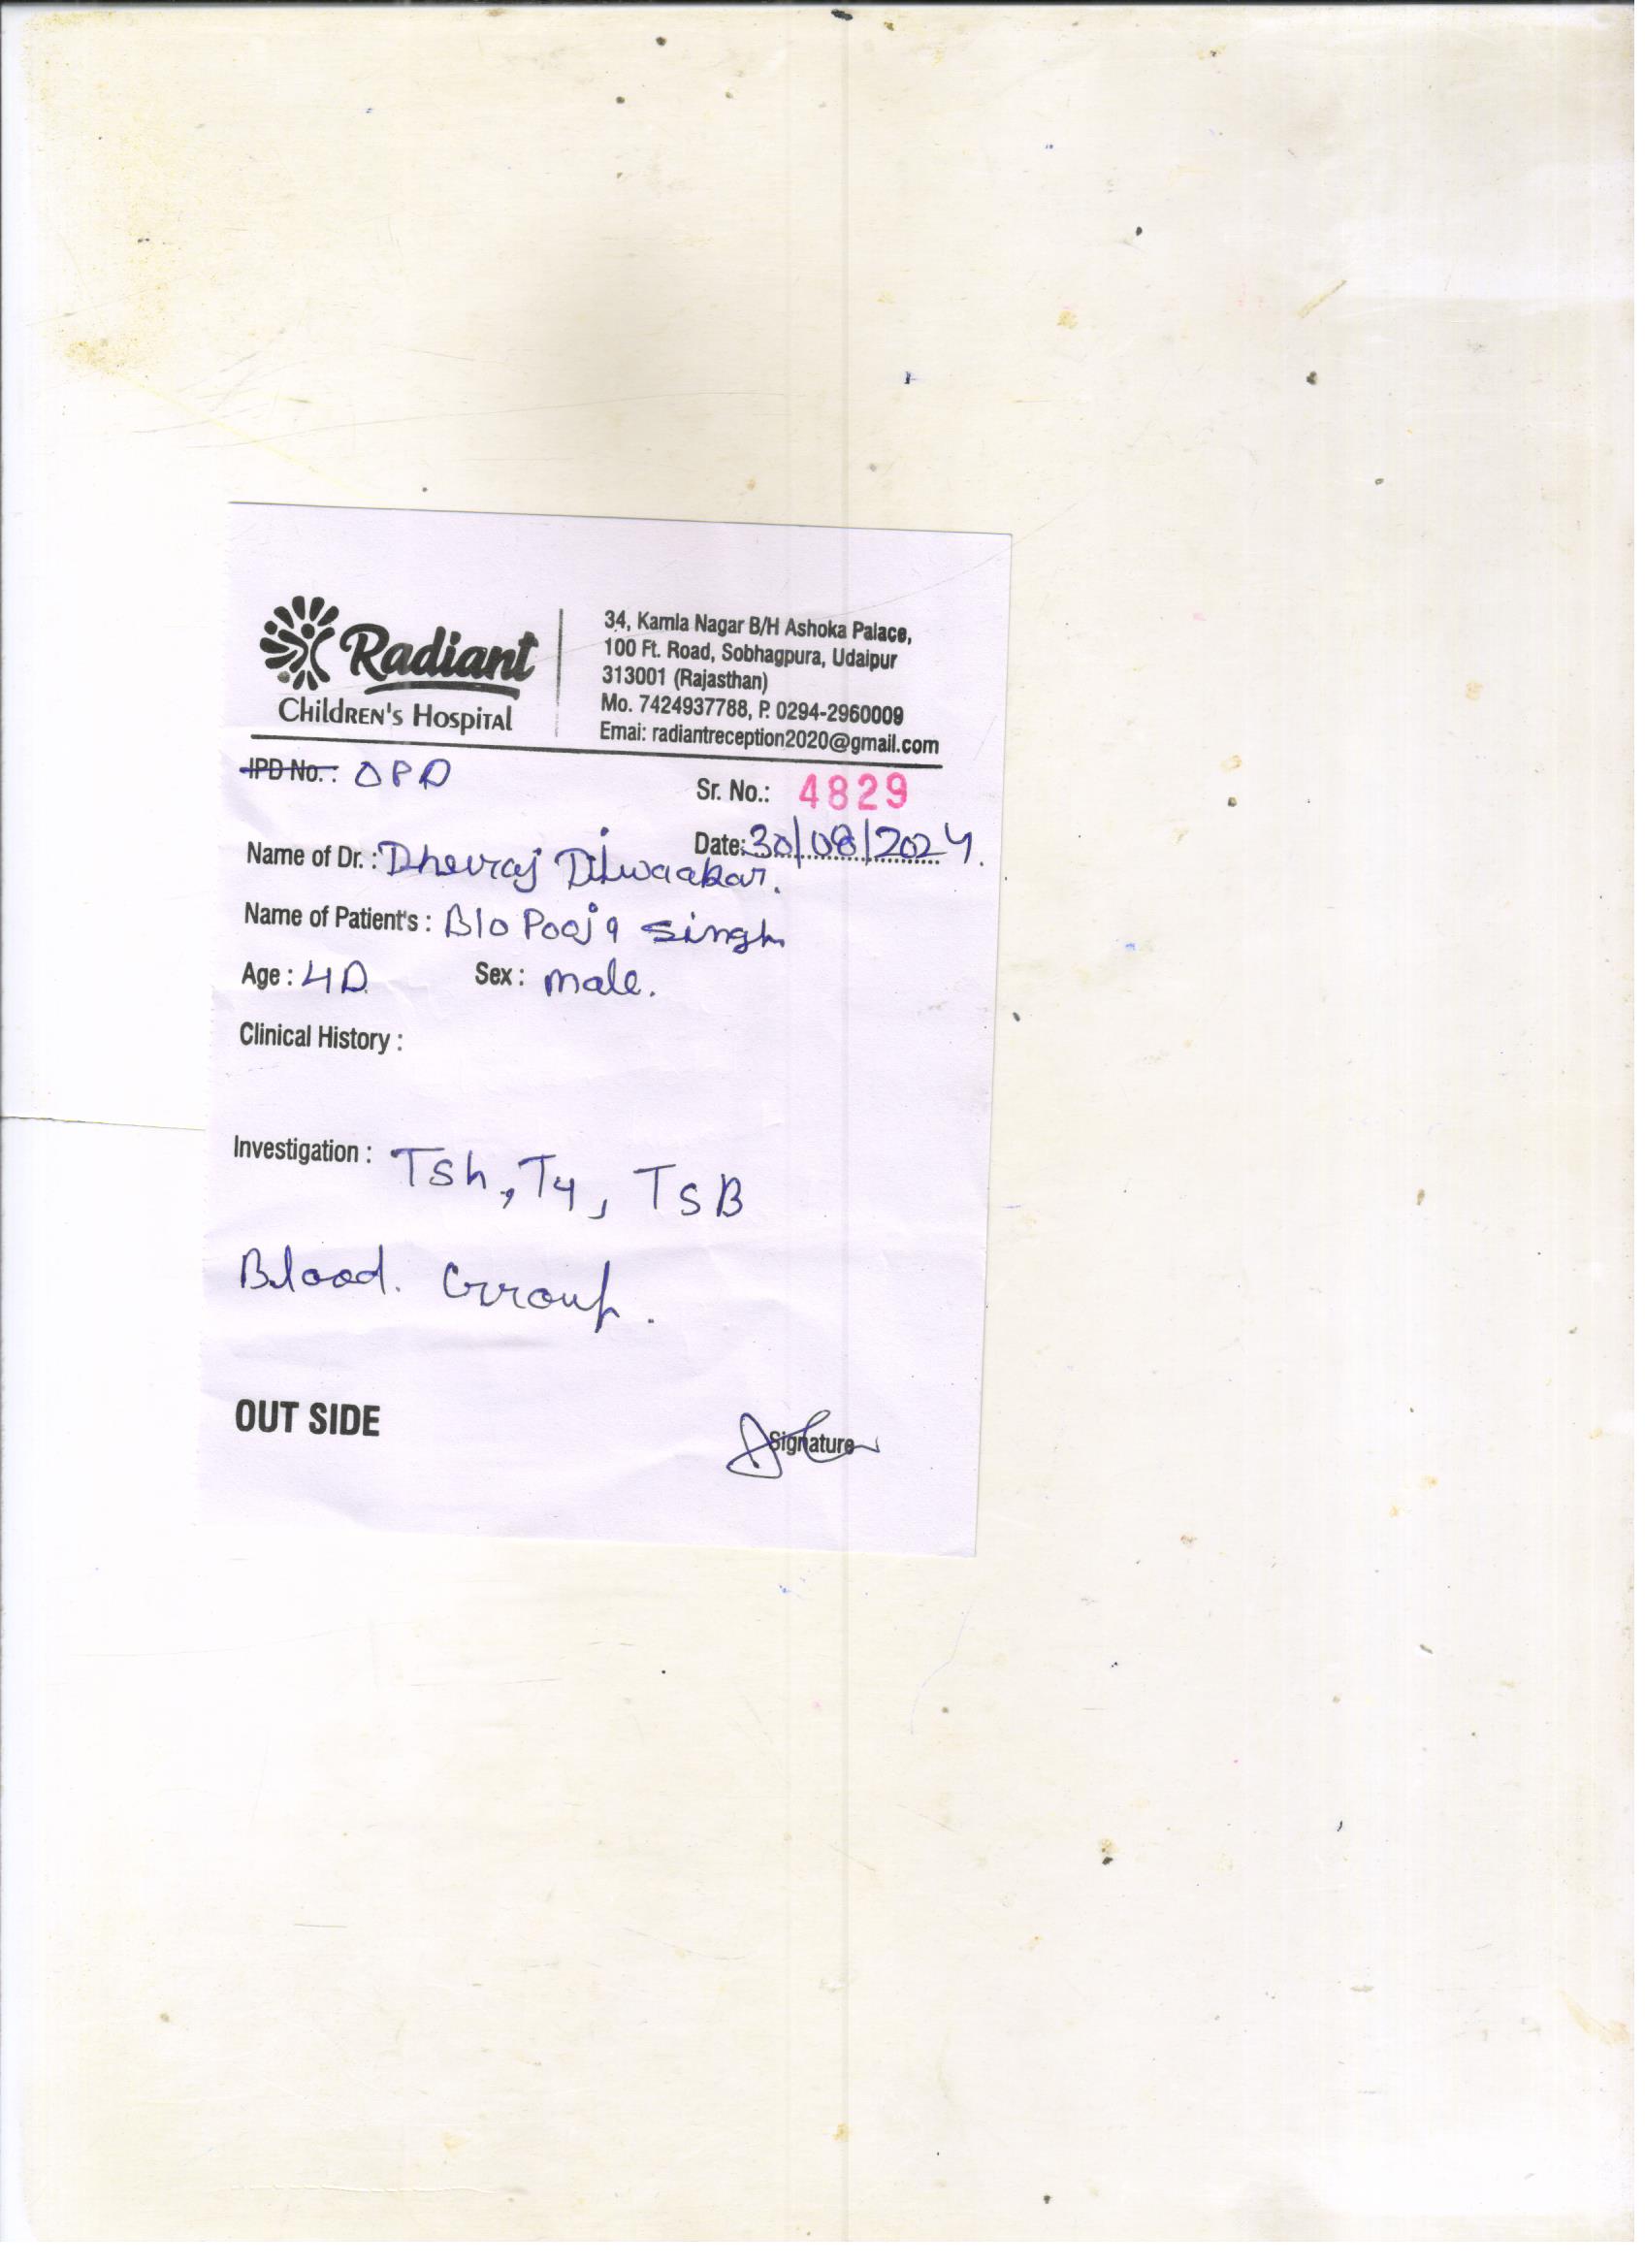 Radiant
Children's Hospital
34, Kamla Nagar B/H Ashoka Palace,
100 Ft. Road, Sobhagpura, Udaipur
313001 (Rajasthan)
Mo. 7424937788, P. 0294-2960009
Emai: radiantreception2020@gmail.com
IPD No. : OPD
Sr. No.: 4829
Date: 30/08/2024.
Name of Dr. :
Name of Patient's : B/o Pooja Singh
Age : 4D Sex : male.
Clinical History :
Investigation : Tsh, T4, TSB
Blood. Group.
OUT SIDE
Signature